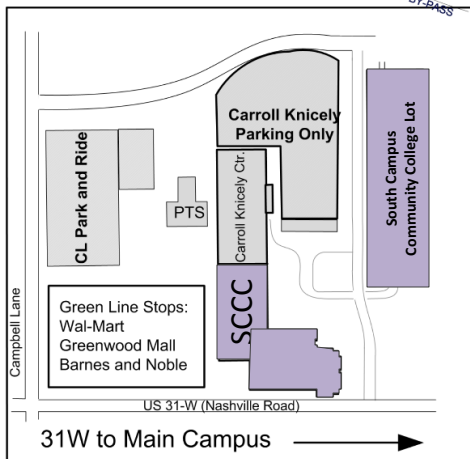 BY-PASS
Carroll Knicely
Parking Only
South Campus
Community College Lot
CL Park and Ride
PTS
Carroll Knicely Ctr.
SCCC
Green Line Stops:
Wal-Mart
Greenwood Mall
Barnes and Noble
Campbell Lane
US 31-W (Nashville Road)
31W to Main Campus